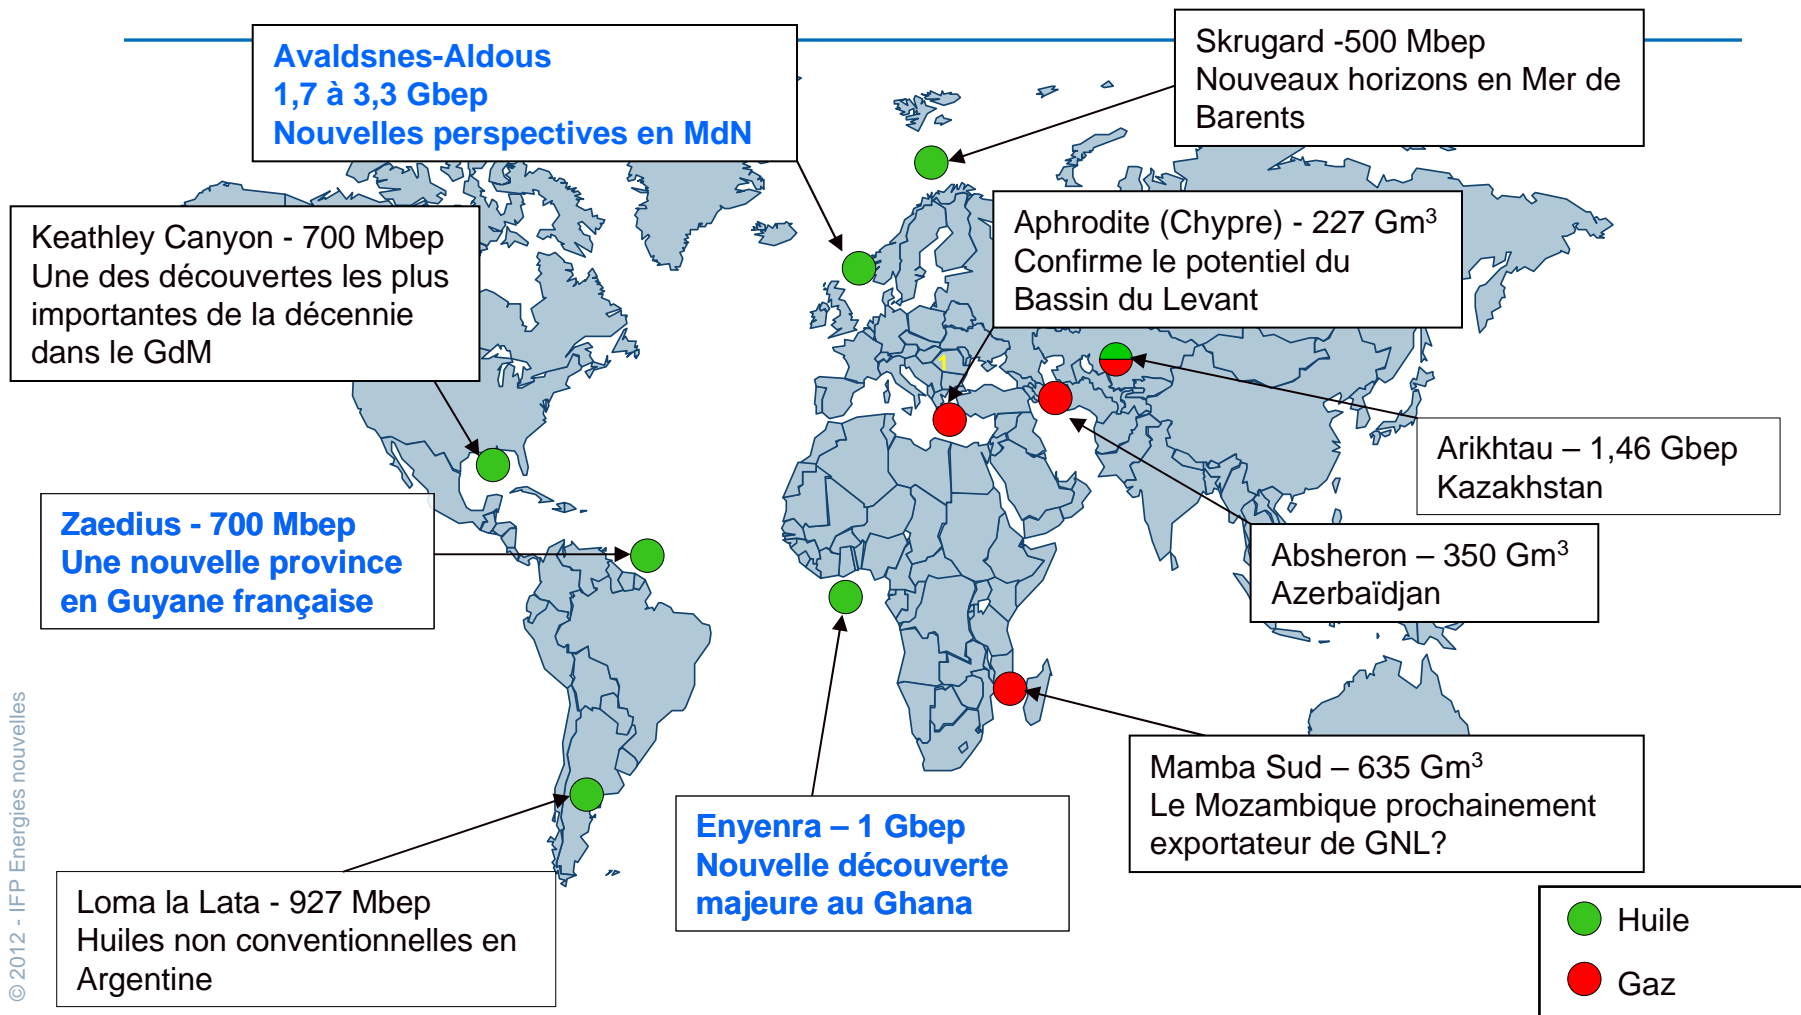 Avaldsnes-Aldous
1,7 à 3,3 Gbep
Nouvelles perspectives en MdN
Skrugard -500 Mbep
Nouveaux horizons en Mer de
Barents
Keathley Canyon - 700 Mbep
Une des découvertes les plus
importantes de la décennie
dans le GdM
Aphrodite (Chypre) - 227 Gm³
Confirme le potentiel du
Bassin du Levant
1
Arikhtau – 1,46 Gbep
Kazakhstan
Zaedius - 700 Mbep
Une nouvelle province
en Guyane française
Absheron – 350 Gm³
Azerbaïdjan
Mamba Sud – 635 Gm³
Le Mozambique prochainement
exportateur de GNL?
Enyenra – 1 Gbep
Nouvelle découverte
majeure au Ghana
Loma la Lata - 927 Mbep
Huiles non conventionnelles en
Argentine
Huile
Gaz
© 2012 - IFP Energies nouvelles